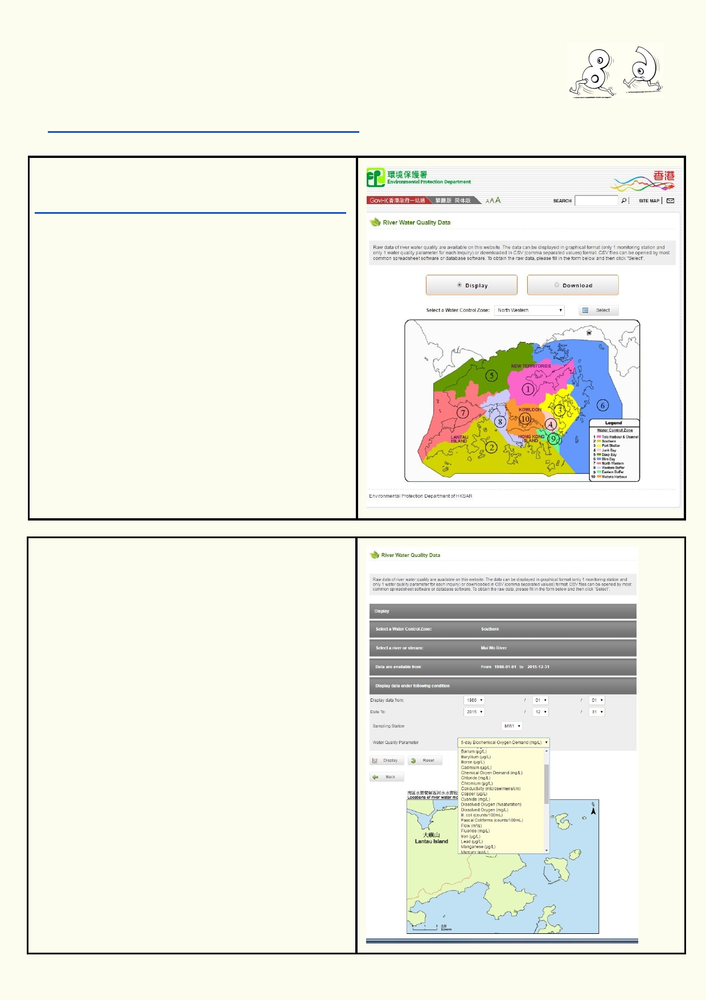 環境保護署
Environmental Protection Department
香港
GovHK香港政府一站通 繁體版 简体版 A A A
SEARCH
SITE MAP
River Water Quality Data
Raw data of river water quality are available on this website. The data can be displayed in graphical format (only 1 monitoring station and
only 1 water quality parameter for each inquiry) or downloaded in CSV (comma separated values) format. CSV files can be opened by most
common spreadsheet software or database software. To obtain the raw data, please fill in the form below and then click "Select".
Display
Download
Select a Water Control Zone: North Western Select
N
NEW TERRITORIES
5
1
6
7
KOWLOON
3
10
8
4
LANTAU
ISLAND
HONG KONG
ISLAND
9
2
Legend
Water Control Zone
1 Tolo Harbour & Channel
2 Southern
3 Port Shelter
4 Junk Bay
5 Deep Bay
6 Mirs Bay
7 North Western
8 Western Buffer
9 Eastern Buffer
10 Victoria Harbour
Environmental Protection Department of HKSAR
River Water Quality Data
Raw data of river water quality are available on this website. The data can be displayed in graphical format (only 1 monitoring station and
only 1 water quality parameter for each inquiry) or downloaded in CSV (comma separated values) format. CSV files can be opened by most
common spreadsheet software or database software. To obtain the raw data, please fill in the form below and then click "Select".
Display
Select a Water Control Zone: Southern
Select a river or stream: Mui Wo River
Data are available from From 1986-01-01 to 2015-12-31
Display data under following condition
Display data from: 1986 / 01 / 01
Date To: 2015 / 12 / 31
Sampling Station MW1
Water Quality Parameter 5-day Biochemical Oxygen Demand (mg/L)
Barium (µg/L)
Beryllium (µg/L)
Boron (µg/L)
Cadmium (µg/L)
Chemical Oxyen Demand (mg/L)
Chloride (mg/L)
Chromium (µg/L)
Conductivity (microseimens/cm)
Copper (µg/L)
Cyanide (mg/L)
Dissolved Oxygen (%saturation)
Dissolved Oxygen (mg/L)
E. coli (counts/100mL)
Faecal Coliforms (counts/100mL)
Flow (m³/s)
Fluoride (mg/L)
Iron (µg/L)
Lead (µg/L)
Manganese (µg/L)
Mercury (µg/L)
Display Reset
Back
南區水質管制區河水水質監
Locations of river water mo
北
大嶼山
Lantau Island